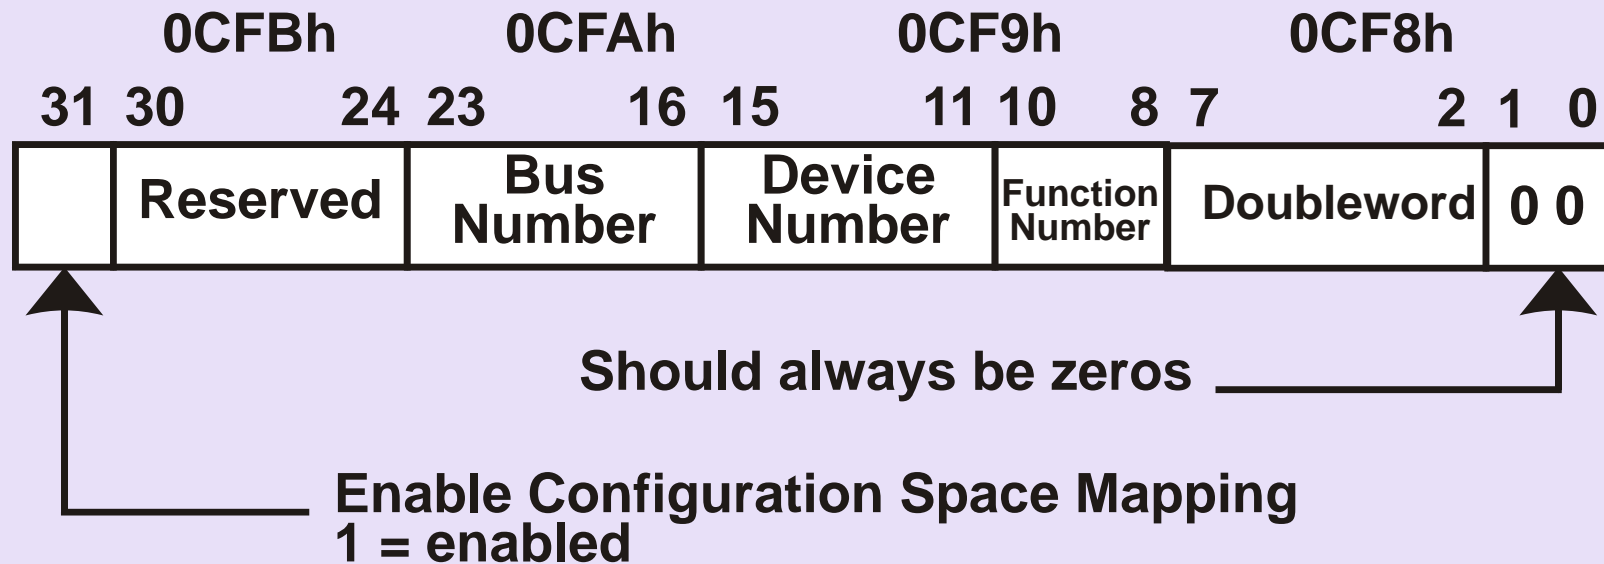 0CFBh 0CFAh 0CF9h 0CF8h
31 30 24 23 16 15 11 10 8 7 2 1 0
Reserved
Bus
Number
Device
Number
Function
Number
Doubleword
0 0
Should always be zeros
Enable Configuration Space Mapping
1 = enabled